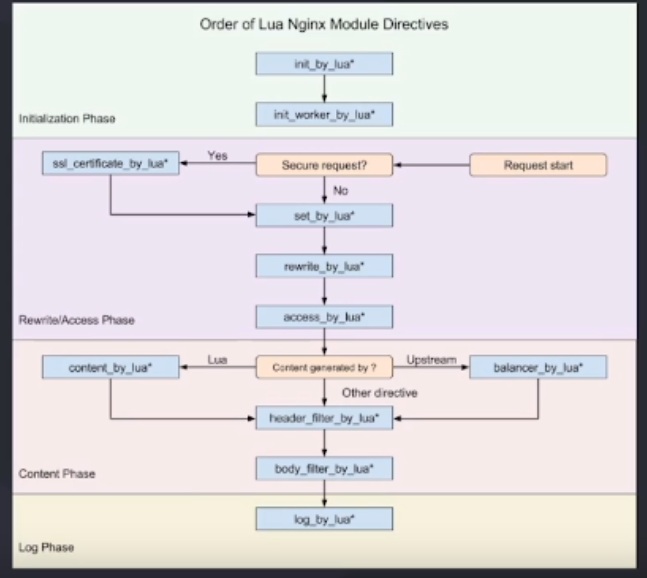 Order of Lua Nginx Module Directives
init_by_lua*
init_worker_by_lua*
Initialization Phase
ssl_certificate_by_lua*
Yes
Secure request?
Request start
No
set_by_lua*
rewrite_by_lua*
access_by_lua*
Rewrite/Access Phase
content_by_lua*
Lua
Content generated by ?
Upstream
balancer_by_lua*
Other directive
header_filter_by_lua*
body_filter_by_lua*
Content Phase
log_by_lua*
Log Phase